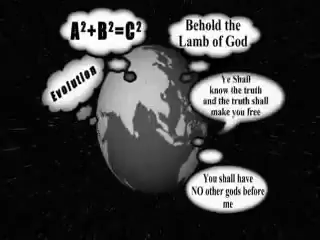 A²+B²=C²
Behold the
Lamb of God
Evolution
Ye Shall
know the truth
and the truth shall
make you free
You shall have
NO other gods before
me